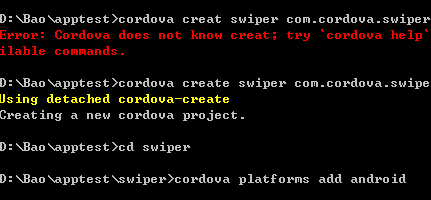 D:\Bao\apptest>cordova creat swiper com.cordova.swiper
Error: Cordova does not know creat; try `cordova help`
ilable commands.
D:\Bao\apptest>cordova create swiper com.cordova.swipe
Using detached cordova-create
Creating a new cordova project.
D:\Bao\apptest>cd swiper
D:\Bao\apptest\swiper>cordova platforms add android